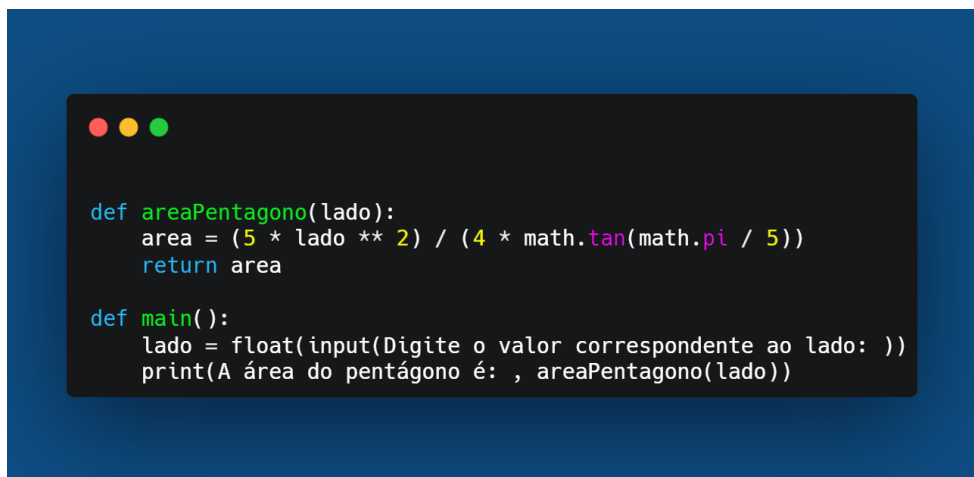 def areaPentagono(lado):
    area = (5 * lado ** 2) / (4 * math.tan(math.pi / 5))
    return area
def main():
    lado = float(input(Digite o valor correspondente ao lado: ))
    print(A área do pentágono é: , areaPentagono(lado))